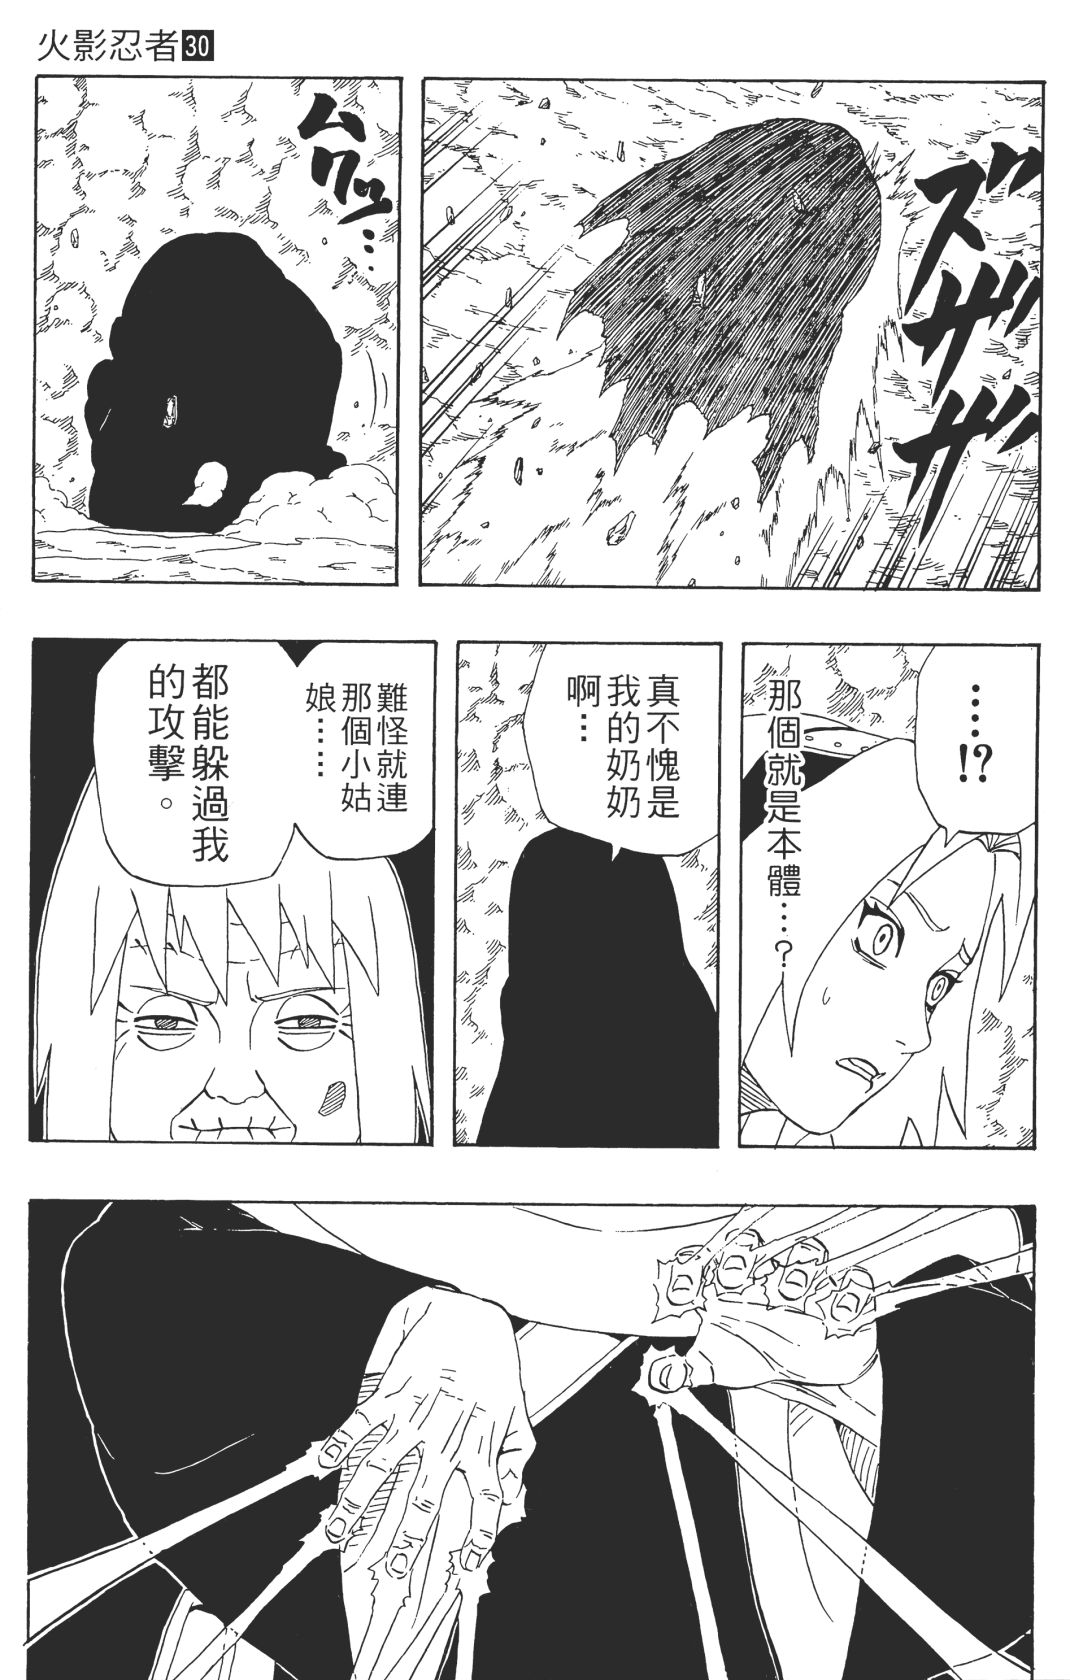 火影忍者30
ズザザ
ムクッ…
……!?
那個就是本體…?
真不愧是
我的奶奶
啊…
難怪就連
那個小姑
娘……
都能躲過我
的攻擊。